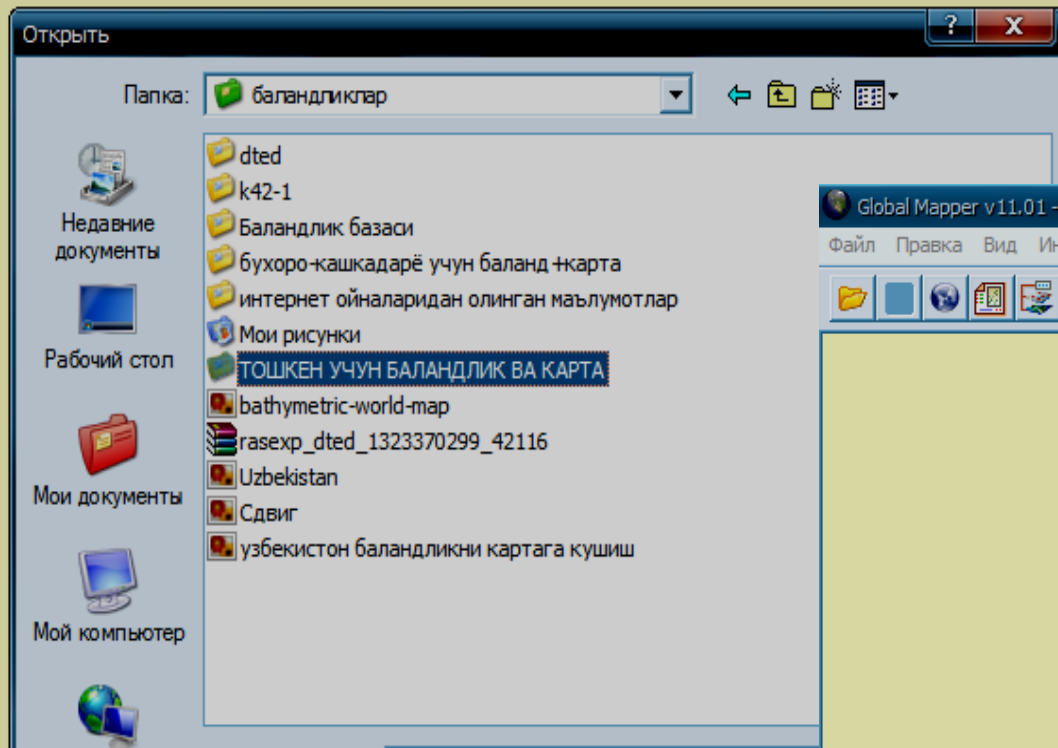 Открыть
Папка: баландликлар
Недавние документы
Рабочий стол
Мои документы
Мой компьютер
dted
k42-1
Баландлик базаси
бухоро-кашкадарё учун баланд+карта
интернет ойналаридан олинган маълумотлар
Мои рисунки
ТОШКЕН УЧУН БАЛАНДЛИК ВА КАРТА
bathymetric-world-map
rasexp_dted_1323370299_42116
Uzbekistan
Сдвиг
узбекистон баландликни картага кушиш
Global Mapper v11.01 -
Файл Правка Вид Ин